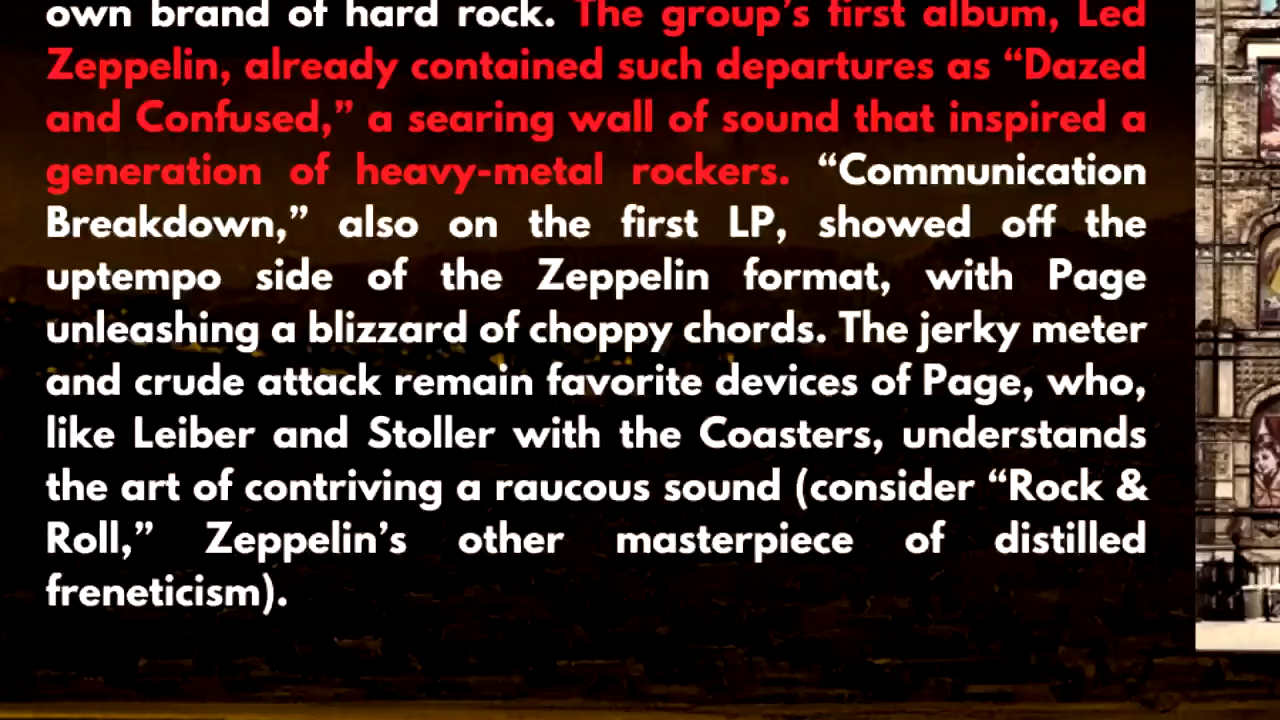 own brand of hard rock. The group’s first album, Led
Zeppelin, already contained such departures as “Dazed
and Confused,” a searing wall of sound that inspired a
generation of heavy-metal rockers. “Communication
Breakdown,” also on the first LP, showed off the
uptempo side of the Zeppelin format, with Page
unleashing a blizzard of choppy chords. The jerky meter
and crude attack remain favorite devices of Page, who,
like Leiber and Stoller with the Coasters, understands
the art of contriving a raucous sound (consider “Rock &
Roll,” Zeppelin’s other masterpiece of distilled
freneticism).